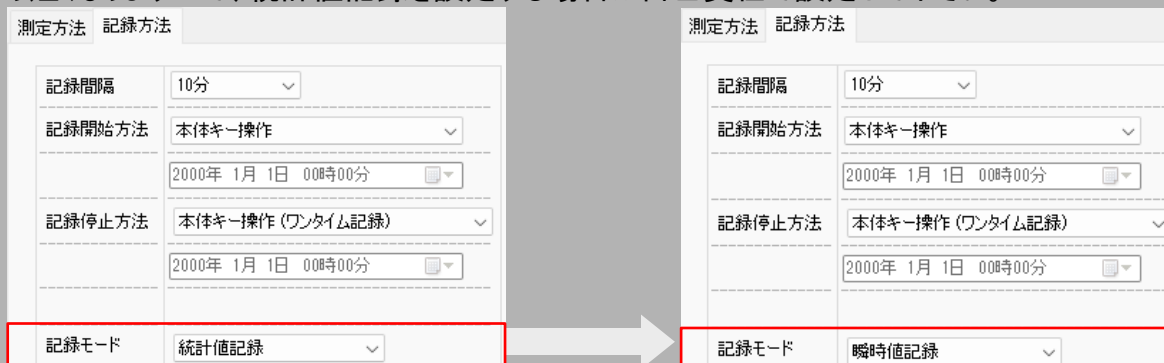 測定方法 記録方法
記録間隔 10分
記録開始方法 本体キー操作
2000年 1月 1日 00時00分
記録停止方法 本体キー操作 (ワンタイム記録)
2000年 1月 1日 00時00分
記録モード 統計値記録
測定方法 記録方法
記録間隔 10分
記録開始方法 本体キー操作
2000年 1月 1日 00時00分
記録停止方法 本体キー操作 (ワンタイム記録)
2000年 1月 1日 00時00分
記録モード 瞬時値記録